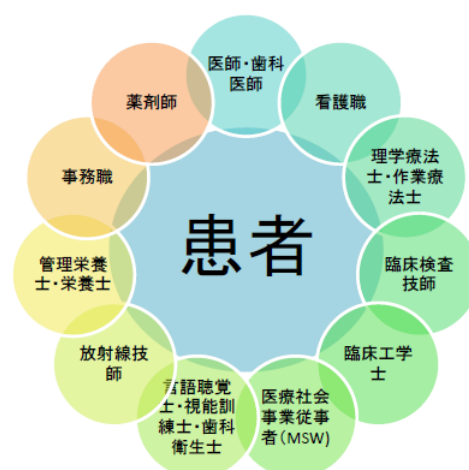 医師・歯科
医師
看護職
理学療法
士・作業療
法士
臨床検査
技師
臨床工学
士
医療社会
事業従事
者(MSW)
言語聴覚
士・視能訓
練士・歯科
衛生士
放射線技
師
管理栄養
士・栄養士
事務職
薬剤師
患者